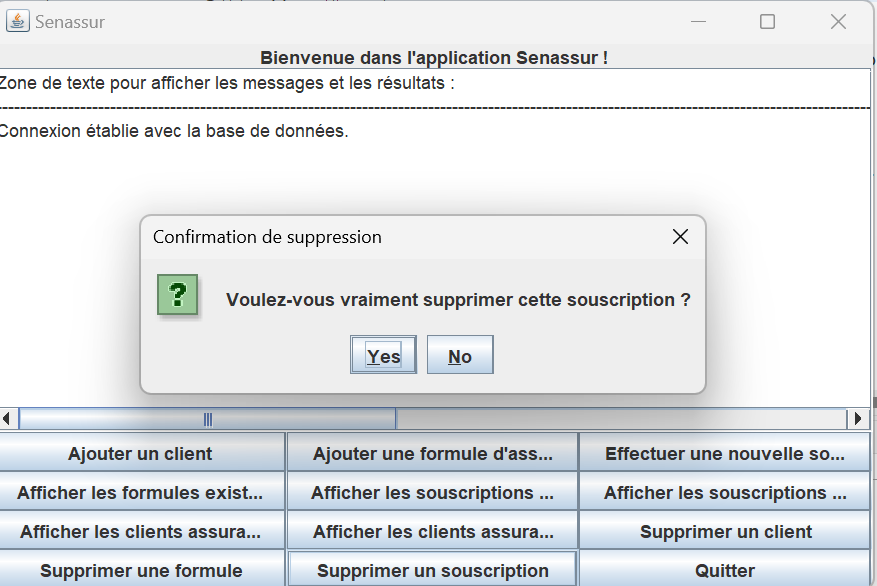 Senassur
Bienvenue dans l'application Senassur !
Zone de texte pour afficher les messages et les résultats :
Connexion établie avec la base de données.
Confirmation de suppression
?
Voulez-vous vraiment supprimer cette souscription ?
Yes No
Ajouter un client Ajouter une formule d'ass... Effectuer une nouvelle so...
Afficher les formules exist... Afficher les souscriptions ... Afficher les souscriptions ...
Afficher les clients assura... Afficher les clients assura... Supprimer un client
Supprimer une formule Supprimer un souscription Quitter